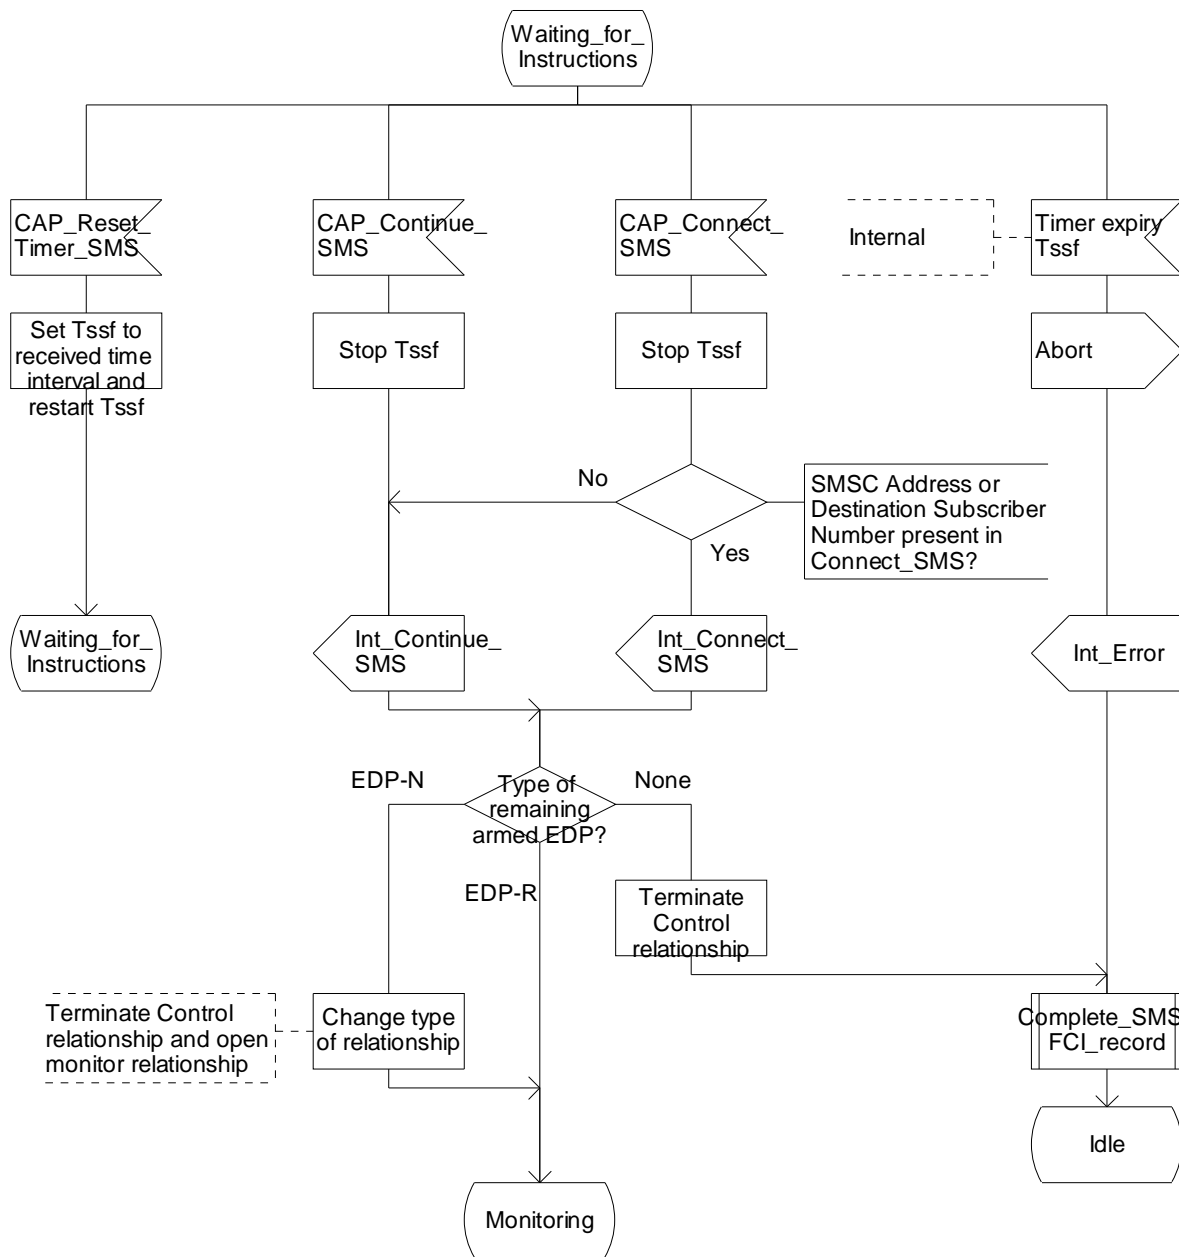 Waiting_for_
Instructions
CAP_Reset_
Timer_SMS
CAP_Continue_
SMS
CAP_Connect_
SMS
Internal
Timer expiry
Tssf
Set Tssf to
received time
interval and
restart Tssf
Stop Tssf
Stop Tssf
Abort
No
Yes
SMSC Address or
Destination Subscriber
Number present in
Connect_SMS?
Waiting_for_
Instructions
Int_Continue_
SMS
Int_Connect_
SMS
Int_Error
EDP-N
Type of
remaining
armed EDP?
None
EDP-R
Terminate
Control
relationship
Terminate Control
relationship and open
monitor relationship
Change type
of relationship
Complete_SMS_
FCI_record
Idle
Monitoring